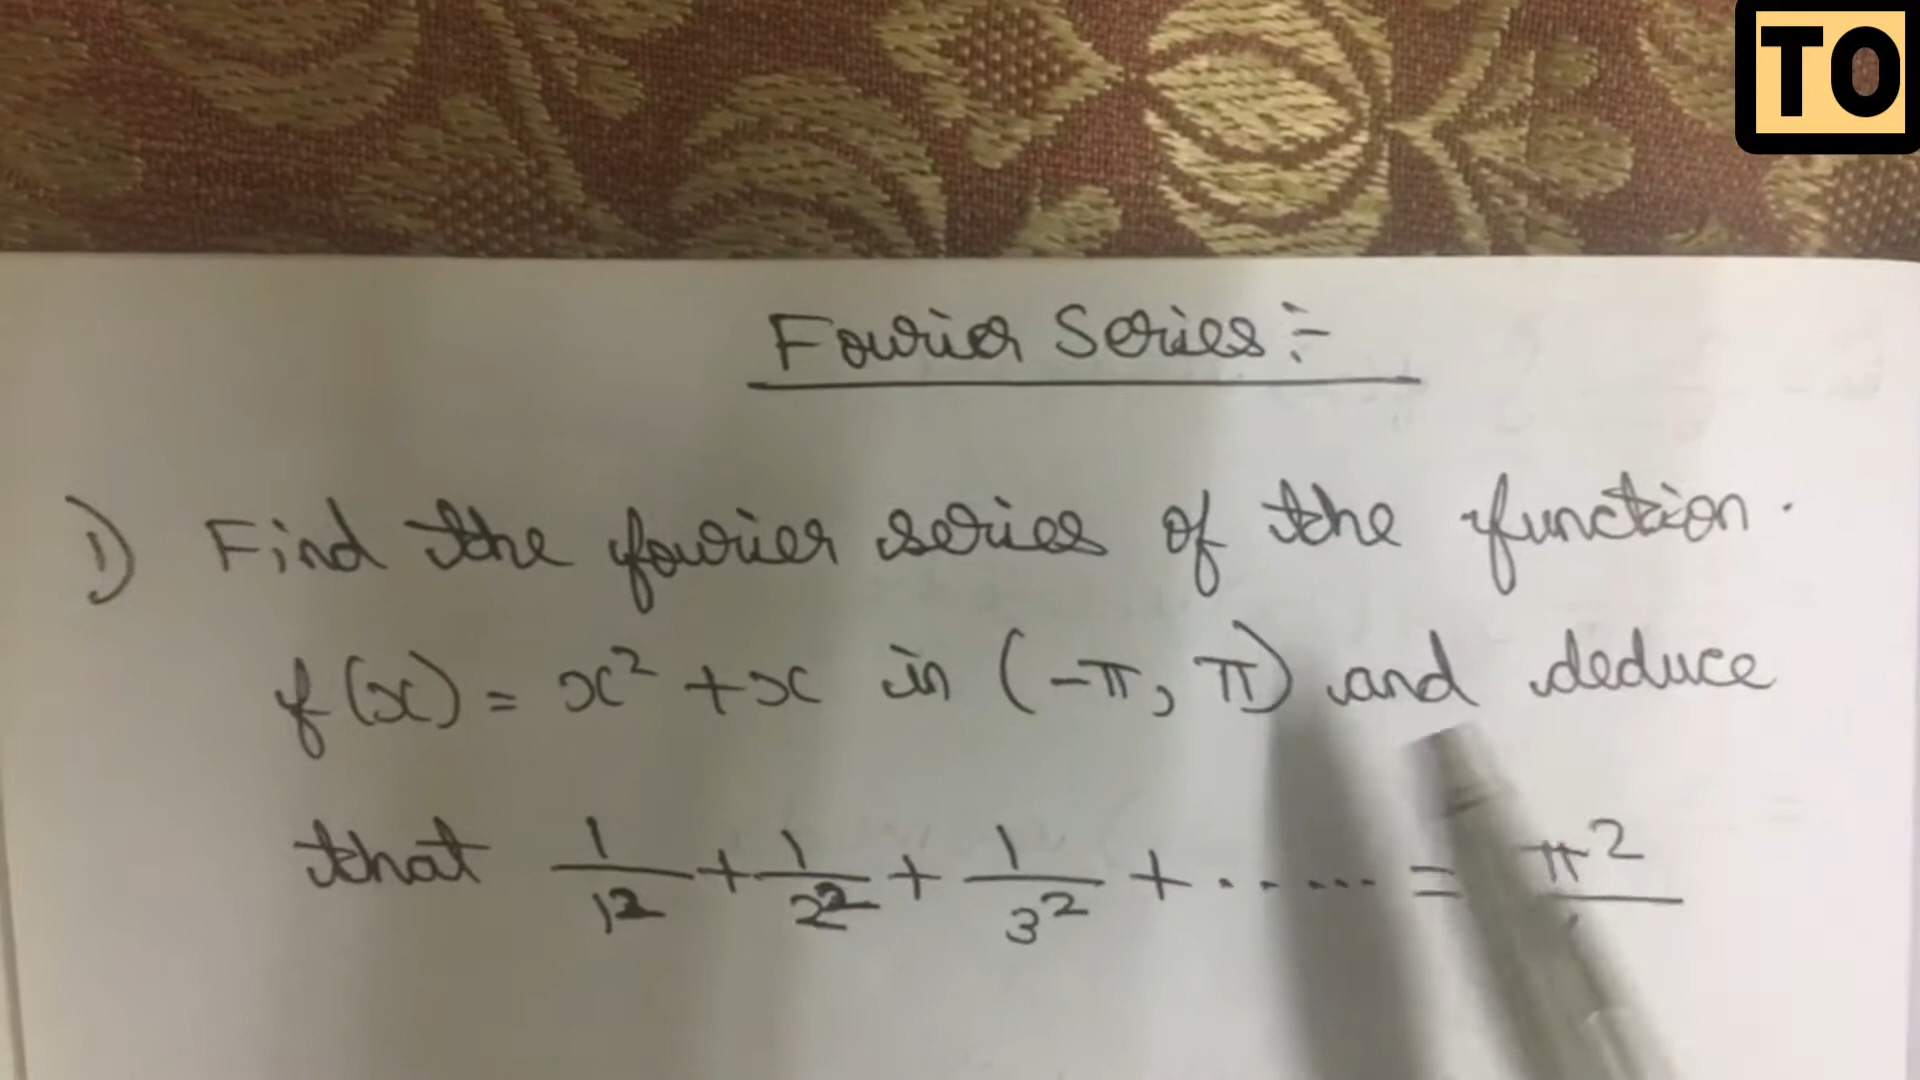 TO
Fourier Series :-
1) Find the fourier series of the function.
f(x) = x² + x in (-π, π) and deduce
that 1/1² + 1/2² + 1/3² + ...... = π²/